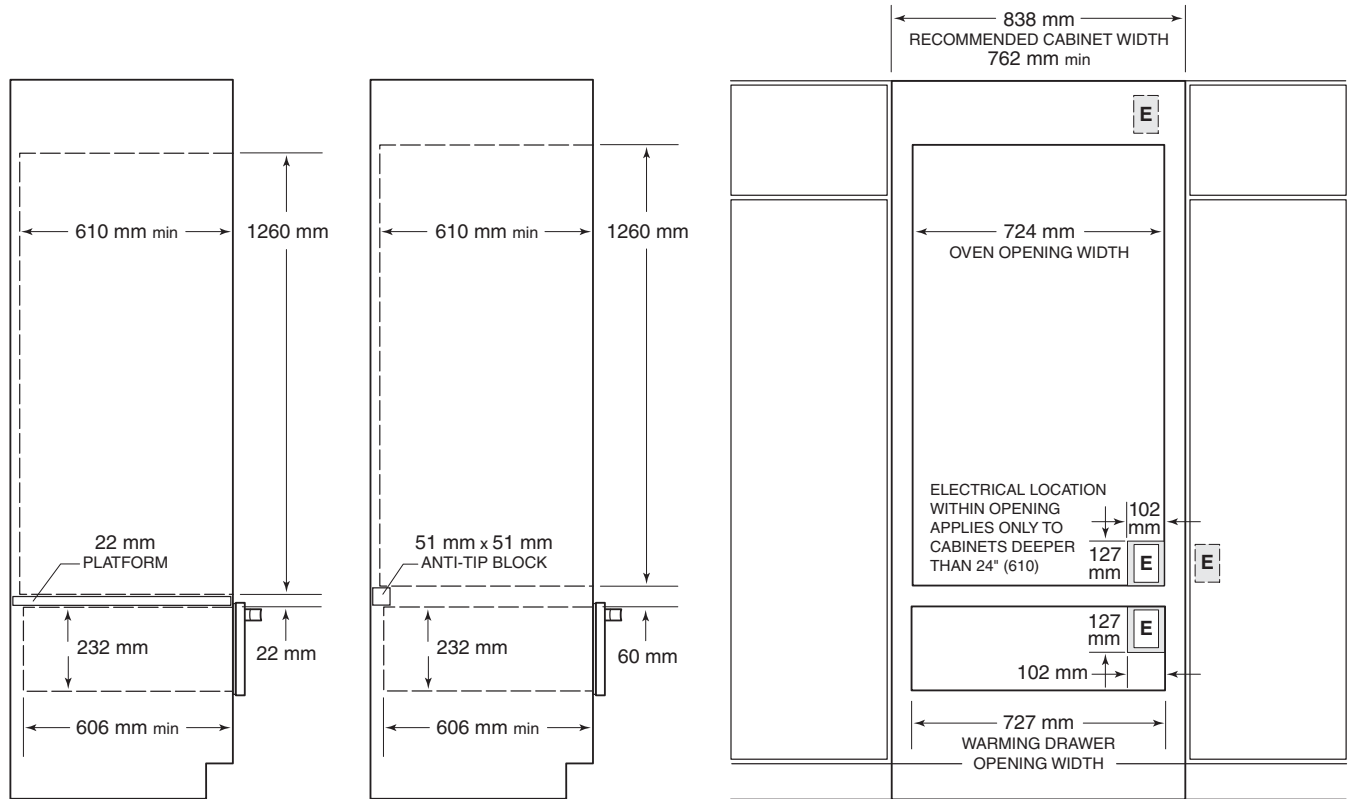 610 mm min
1260 mm
22 mm
PLATFORM
232 mm
22 mm
606 mm min
610 mm min
1260 mm
51 mm x 51 mm
ANTI-TIP BLOCK
232 mm
60 mm
606 mm min
838 mm
RECOMMENDED CABINET WIDTH
762 mm min
E
724 mm
OVEN OPENING WIDTH
ELECTRICAL LOCATION
WITHIN OPENING
APPLIES ONLY TO
CABINETS DEEPER
THAN 24" (610)
102
mm
127
mm
E
E
127
mm
E
102 mm
727 mm
WARMING DRAWER
OPENING WIDTH